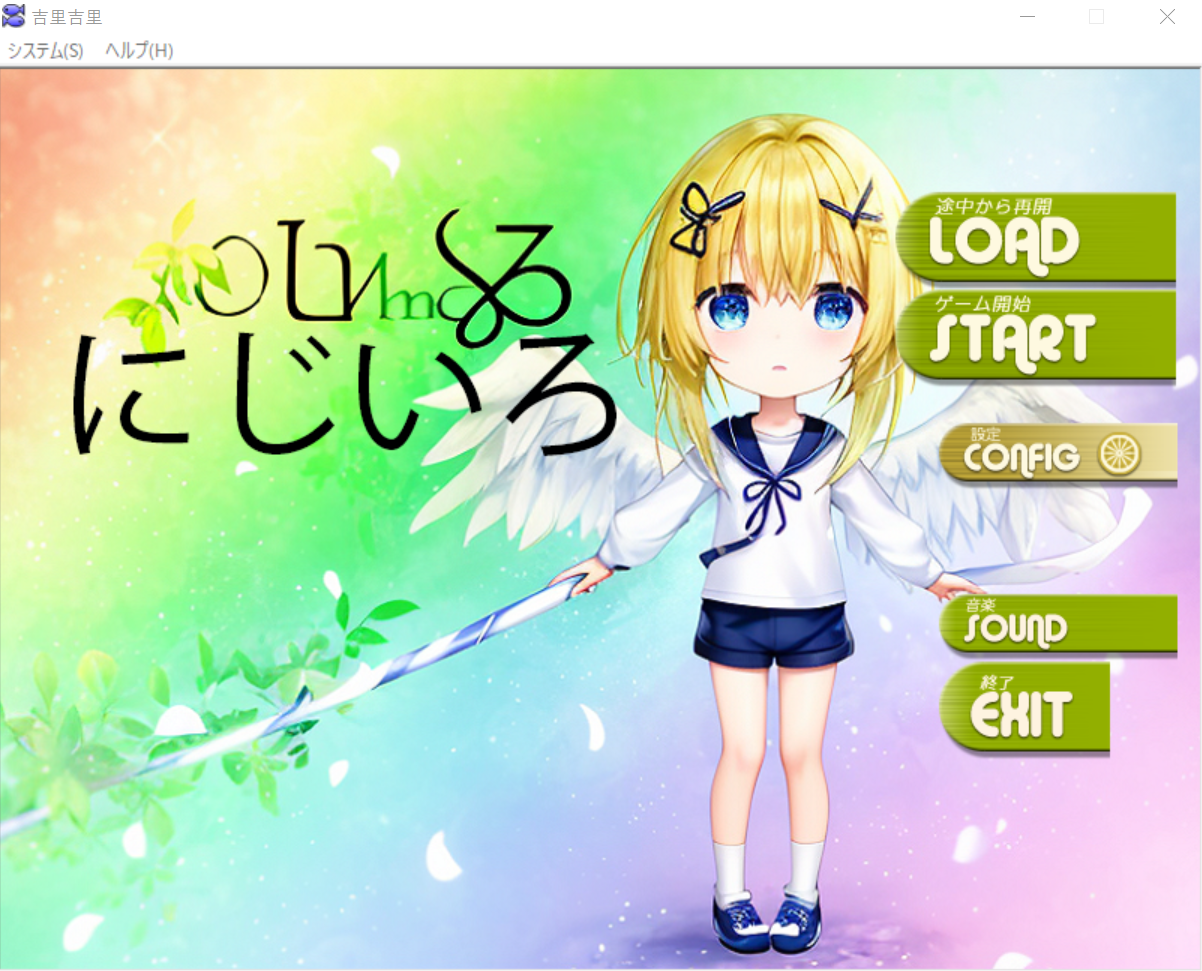 吉里吉里
システム(S) ヘルプ(H)
にじいろ
途中から再開
LOAD
ゲーム開始
START
設定
CONFIG
音楽
SOUND
終了
EXIT